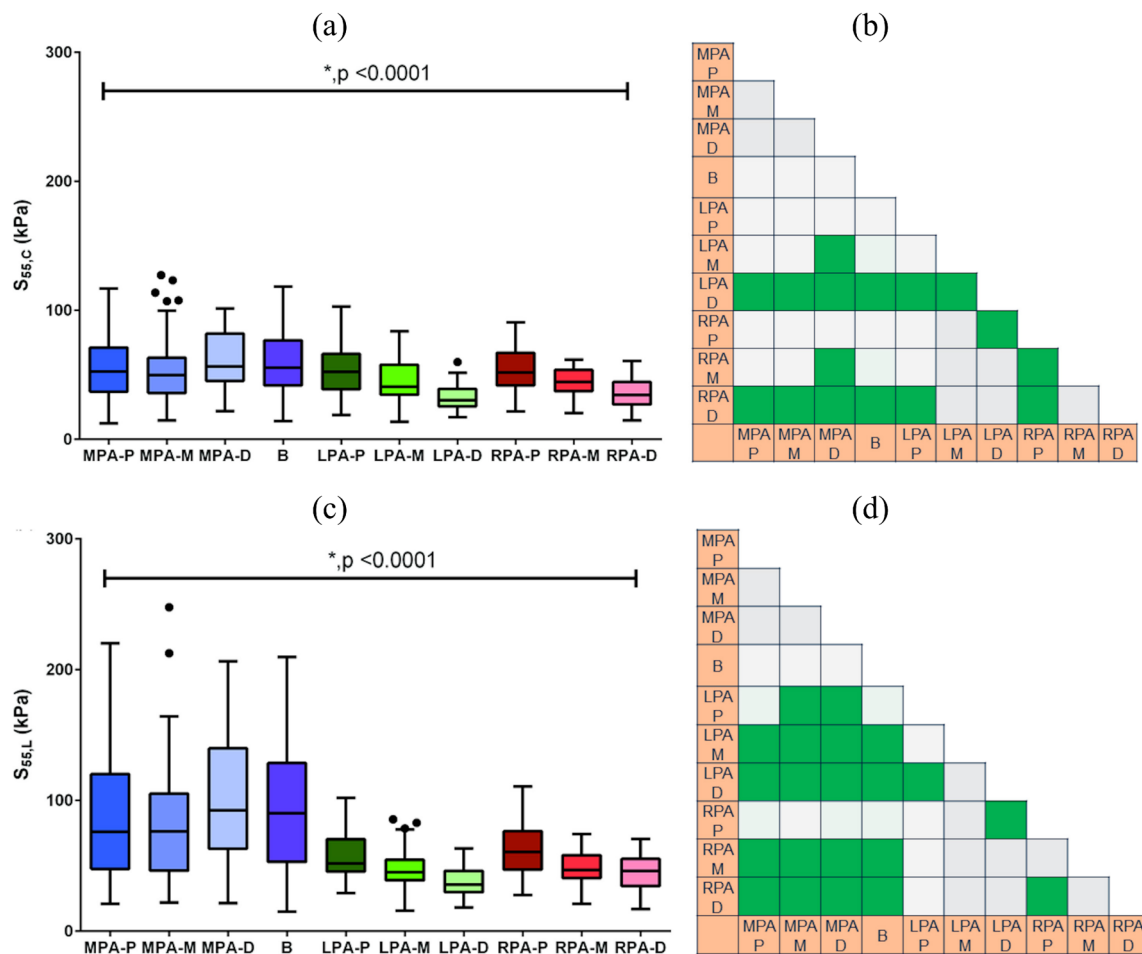 (a)
(b)
300
200
100
0
S55,C (kPa)
*,p <0.0001
MPA-P MPA-M MPA-D B LPA-P LPA-M LPA-D RPA-P RPA-M RPA-D
MPA
P
MPA
M
MPA
D
B
LPA
P
LPA
M
LPA
D
RPA
P
RPA
M
RPA
D
MPA MPA MPA B LPA LPA LPA RPA RPA RPA
P M D P M D P M D
(c)
(d)
300
200
100
0
S55,L (kPa)
*,p <0.0001
MPA-P MPA-M MPA-D B LPA-P LPA-M LPA-D RPA-P RPA-M RPA-D
MPA
P
MPA
M
MPA
D
B
LPA
P
LPA
M
LPA
D
RPA
P
RPA
M
RPA
D
MPA MPA MPA B LPA LPA LPA RPA RPA RPA
P M D P M D P M D